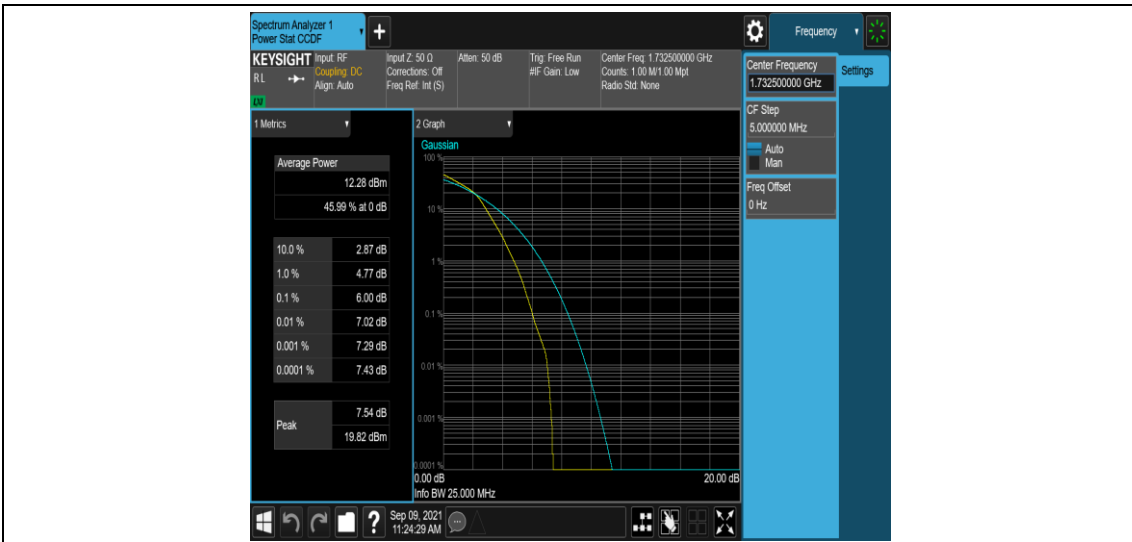 Spectrum Analyzer 1
Power Stat CCDF
+
Frequency
KEYSIGHT
R L
LXI
Input: RF
Coupling: DC
Align: Auto
Input Z: 50 Ω
Corrections: Off
Freq Ref: Int (S)
Atten: 50 dB
Trig: Free Run
#IF Gain: Low
Center Freq: 1.732500000 GHz
Counts: 1.00 M/1.00 Mpt
Radio Std: None
Center Frequency
1.732500000 GHz
Settings
CF Step
5.000000 MHz
Auto
Man
Freq Offset
0 Hz
1 Metrics
Average Power
12.28 dBm
45.99 % at 0 dB
10.0 % 2.87 dB
1.0 % 4.77 dB
0.1 % 6.00 dB
0.01 % 7.02 dB
0.001 % 7.29 dB
0.0001 % 7.43 dB
Peak
7.54 dB
19.82 dBm
2 Graph
Gaussian
100 %
10 %
1 %
0.1 %
0.01 %
0.001 %
0.0001 %
0.00 dB
20.00 dB
Info BW 25.000 MHz
?
Sep 09, 2021
11:24:29 AM